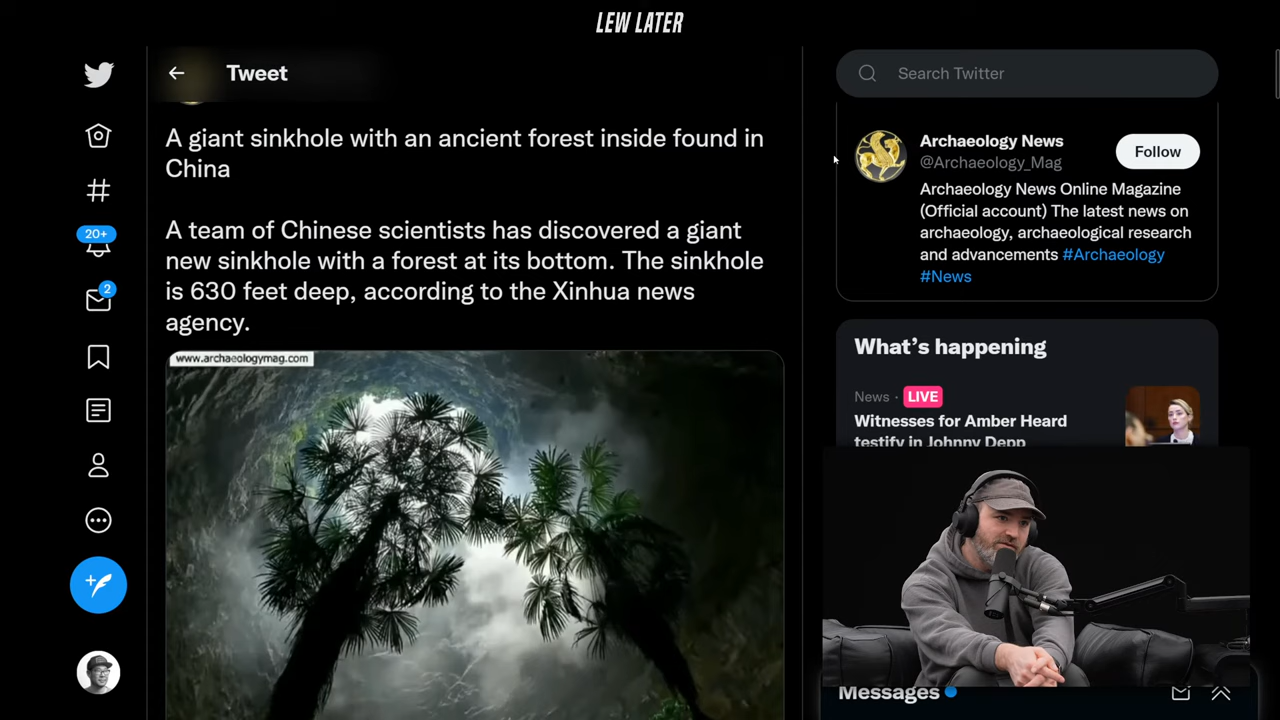 LEW LATER
Tweet
Search Twitter
20+
2
A giant sinkhole with an ancient forest inside found in
China
A team of Chinese scientists has discovered a giant
new sinkhole with a forest at its bottom. The sinkhole
is 630 feet deep, according to the Xinhua news
agency.
www.archaeologymag.com
Archaeology News
@Archaeology_Mag
Follow
Archaeology News Online Magazine
(Official account) The latest news on
archaeology, archaeological research
and advancements #Archaeology
#News
What's happening
News · LIVE
Witnesses for Amber Heard
testify in Johnny Depp
Messages